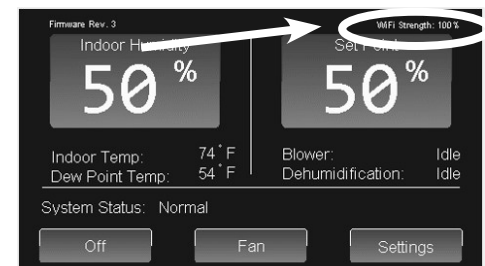 Firmware Rev. 3
WiFi Strength: 100 %
Indoor Humidity
50 %
Set Point
50 %
Indoor Temp: 74 °F
Dew Point Temp: 54 °F
Blower: Idle
Dehumidification: Idle
System Status: Normal
Off
Fan
Settings